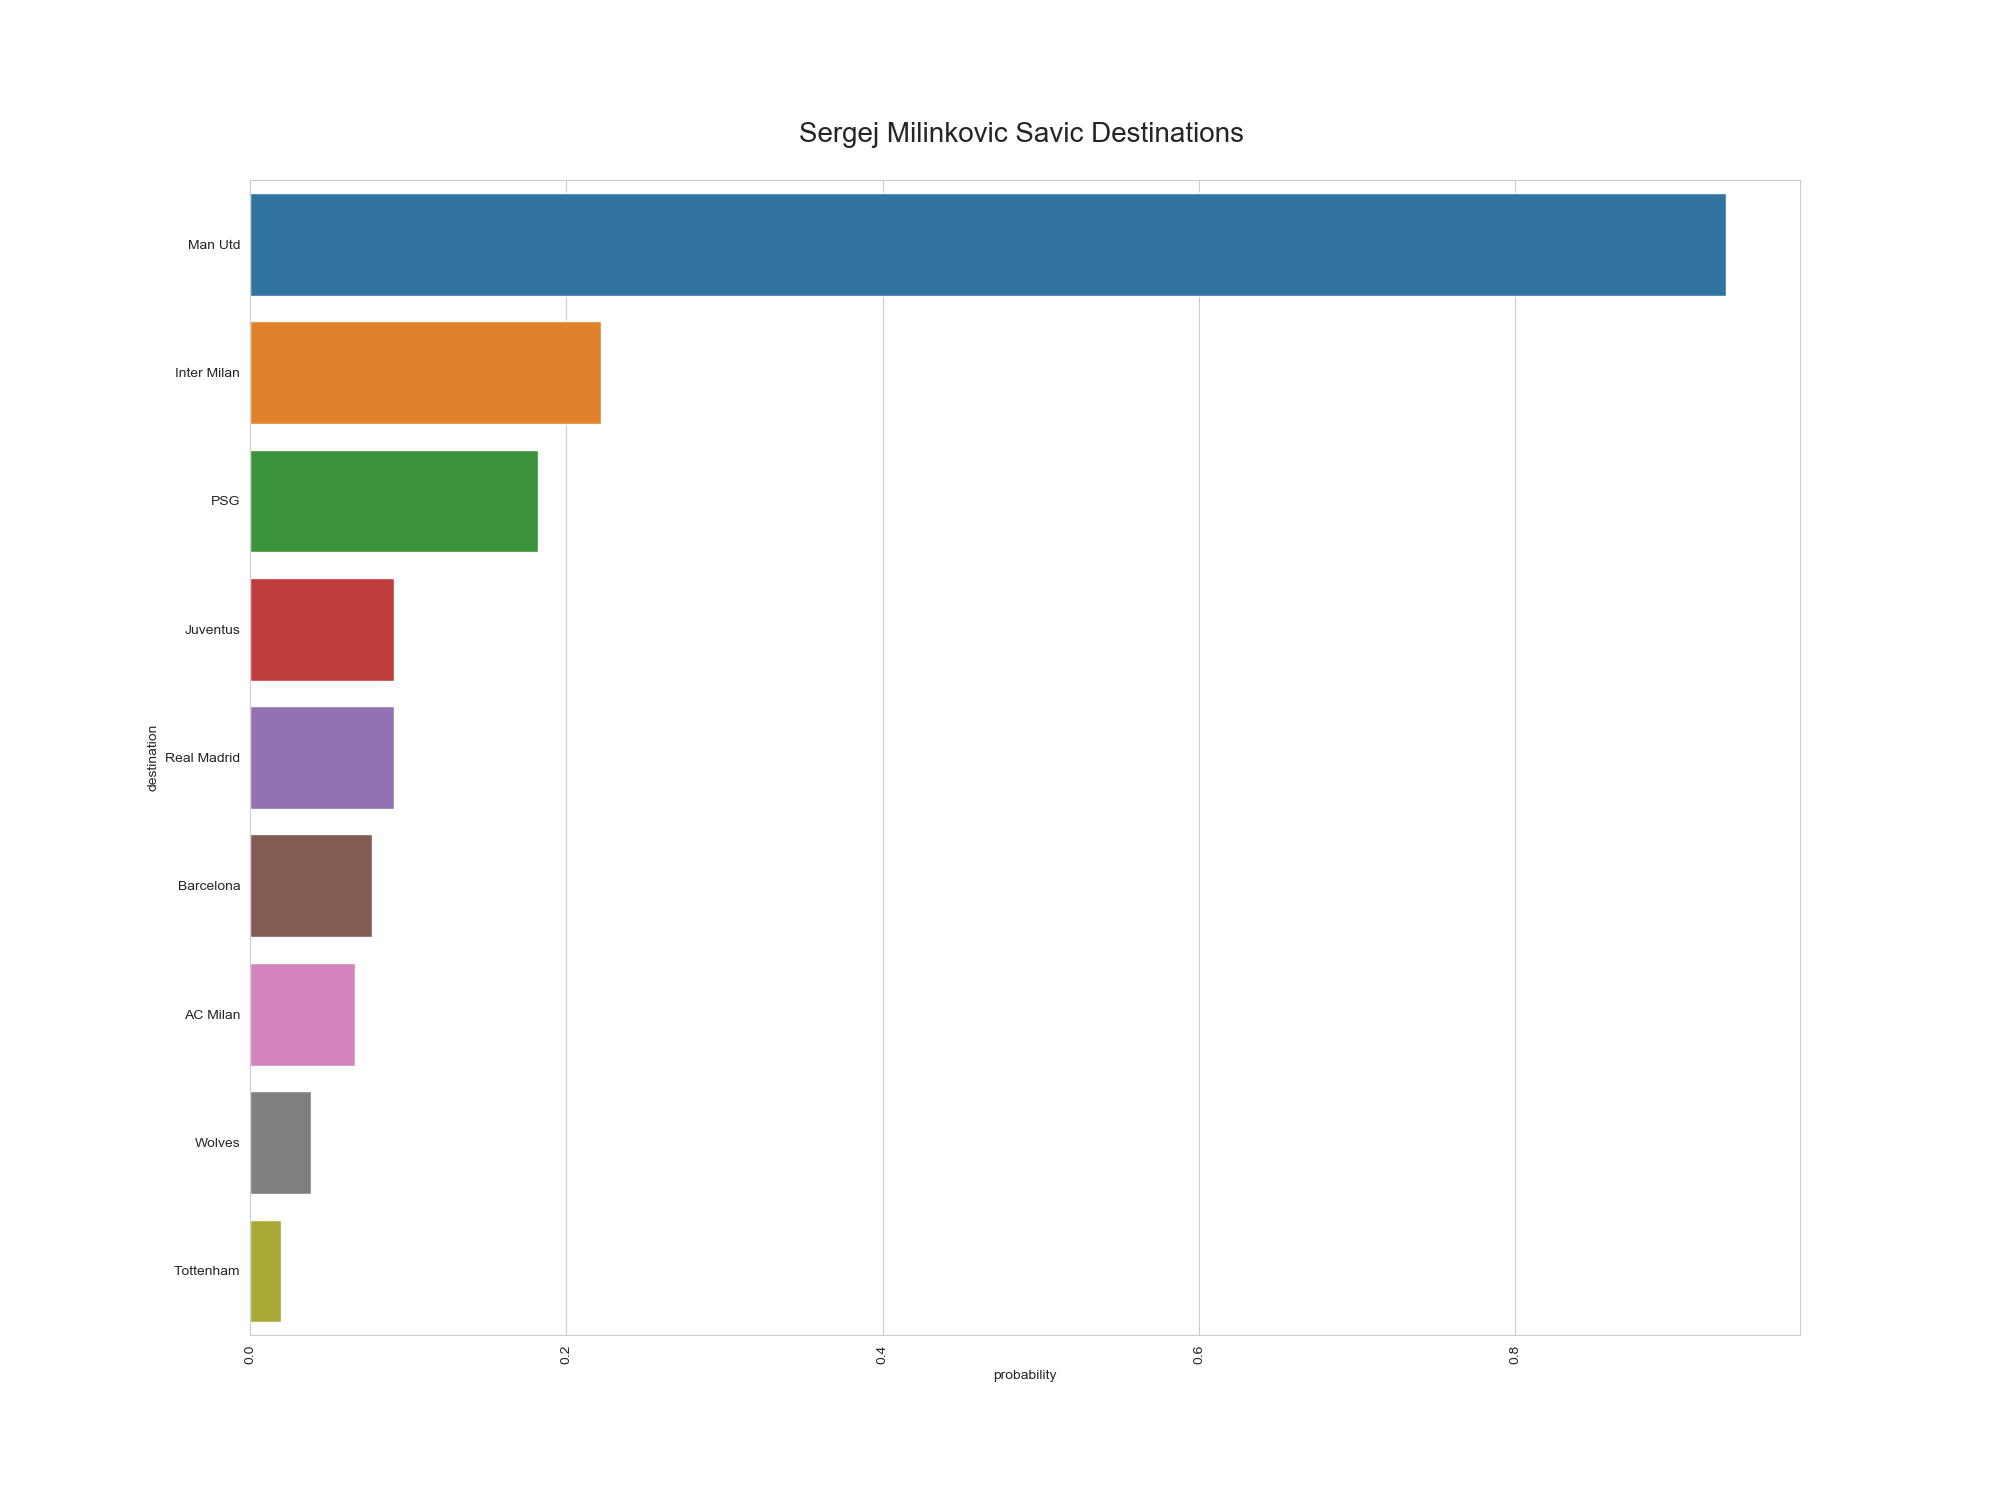 Sergej Milinkovic Savic Destinations
Man Utd
Inter Milan
PSG
Juventus
Real Madrid
Barcelona
AC Milan
Wolves
Tottenham
destination
0.0 0.2 0.4 0.6 0.8
probability